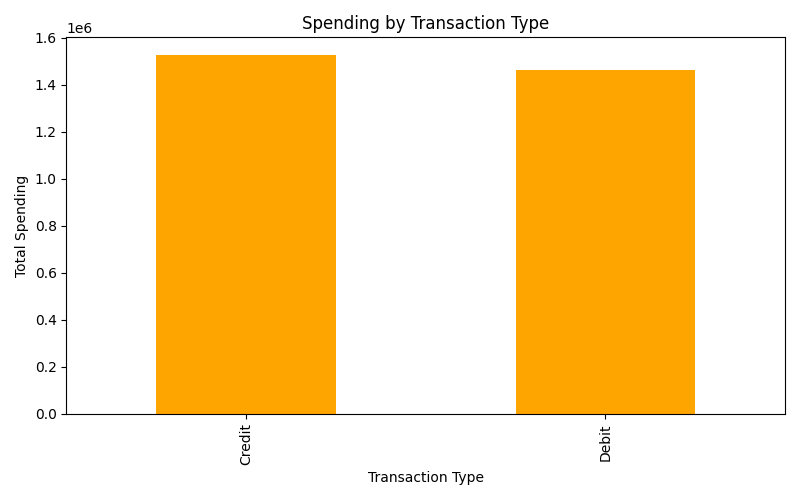 Spending by Transaction Type
1e6
1.6
1.4
1.2
1.0
0.8
0.6
0.4
0.2
0.0
Total Spending
Credit
Debit
Transaction Type